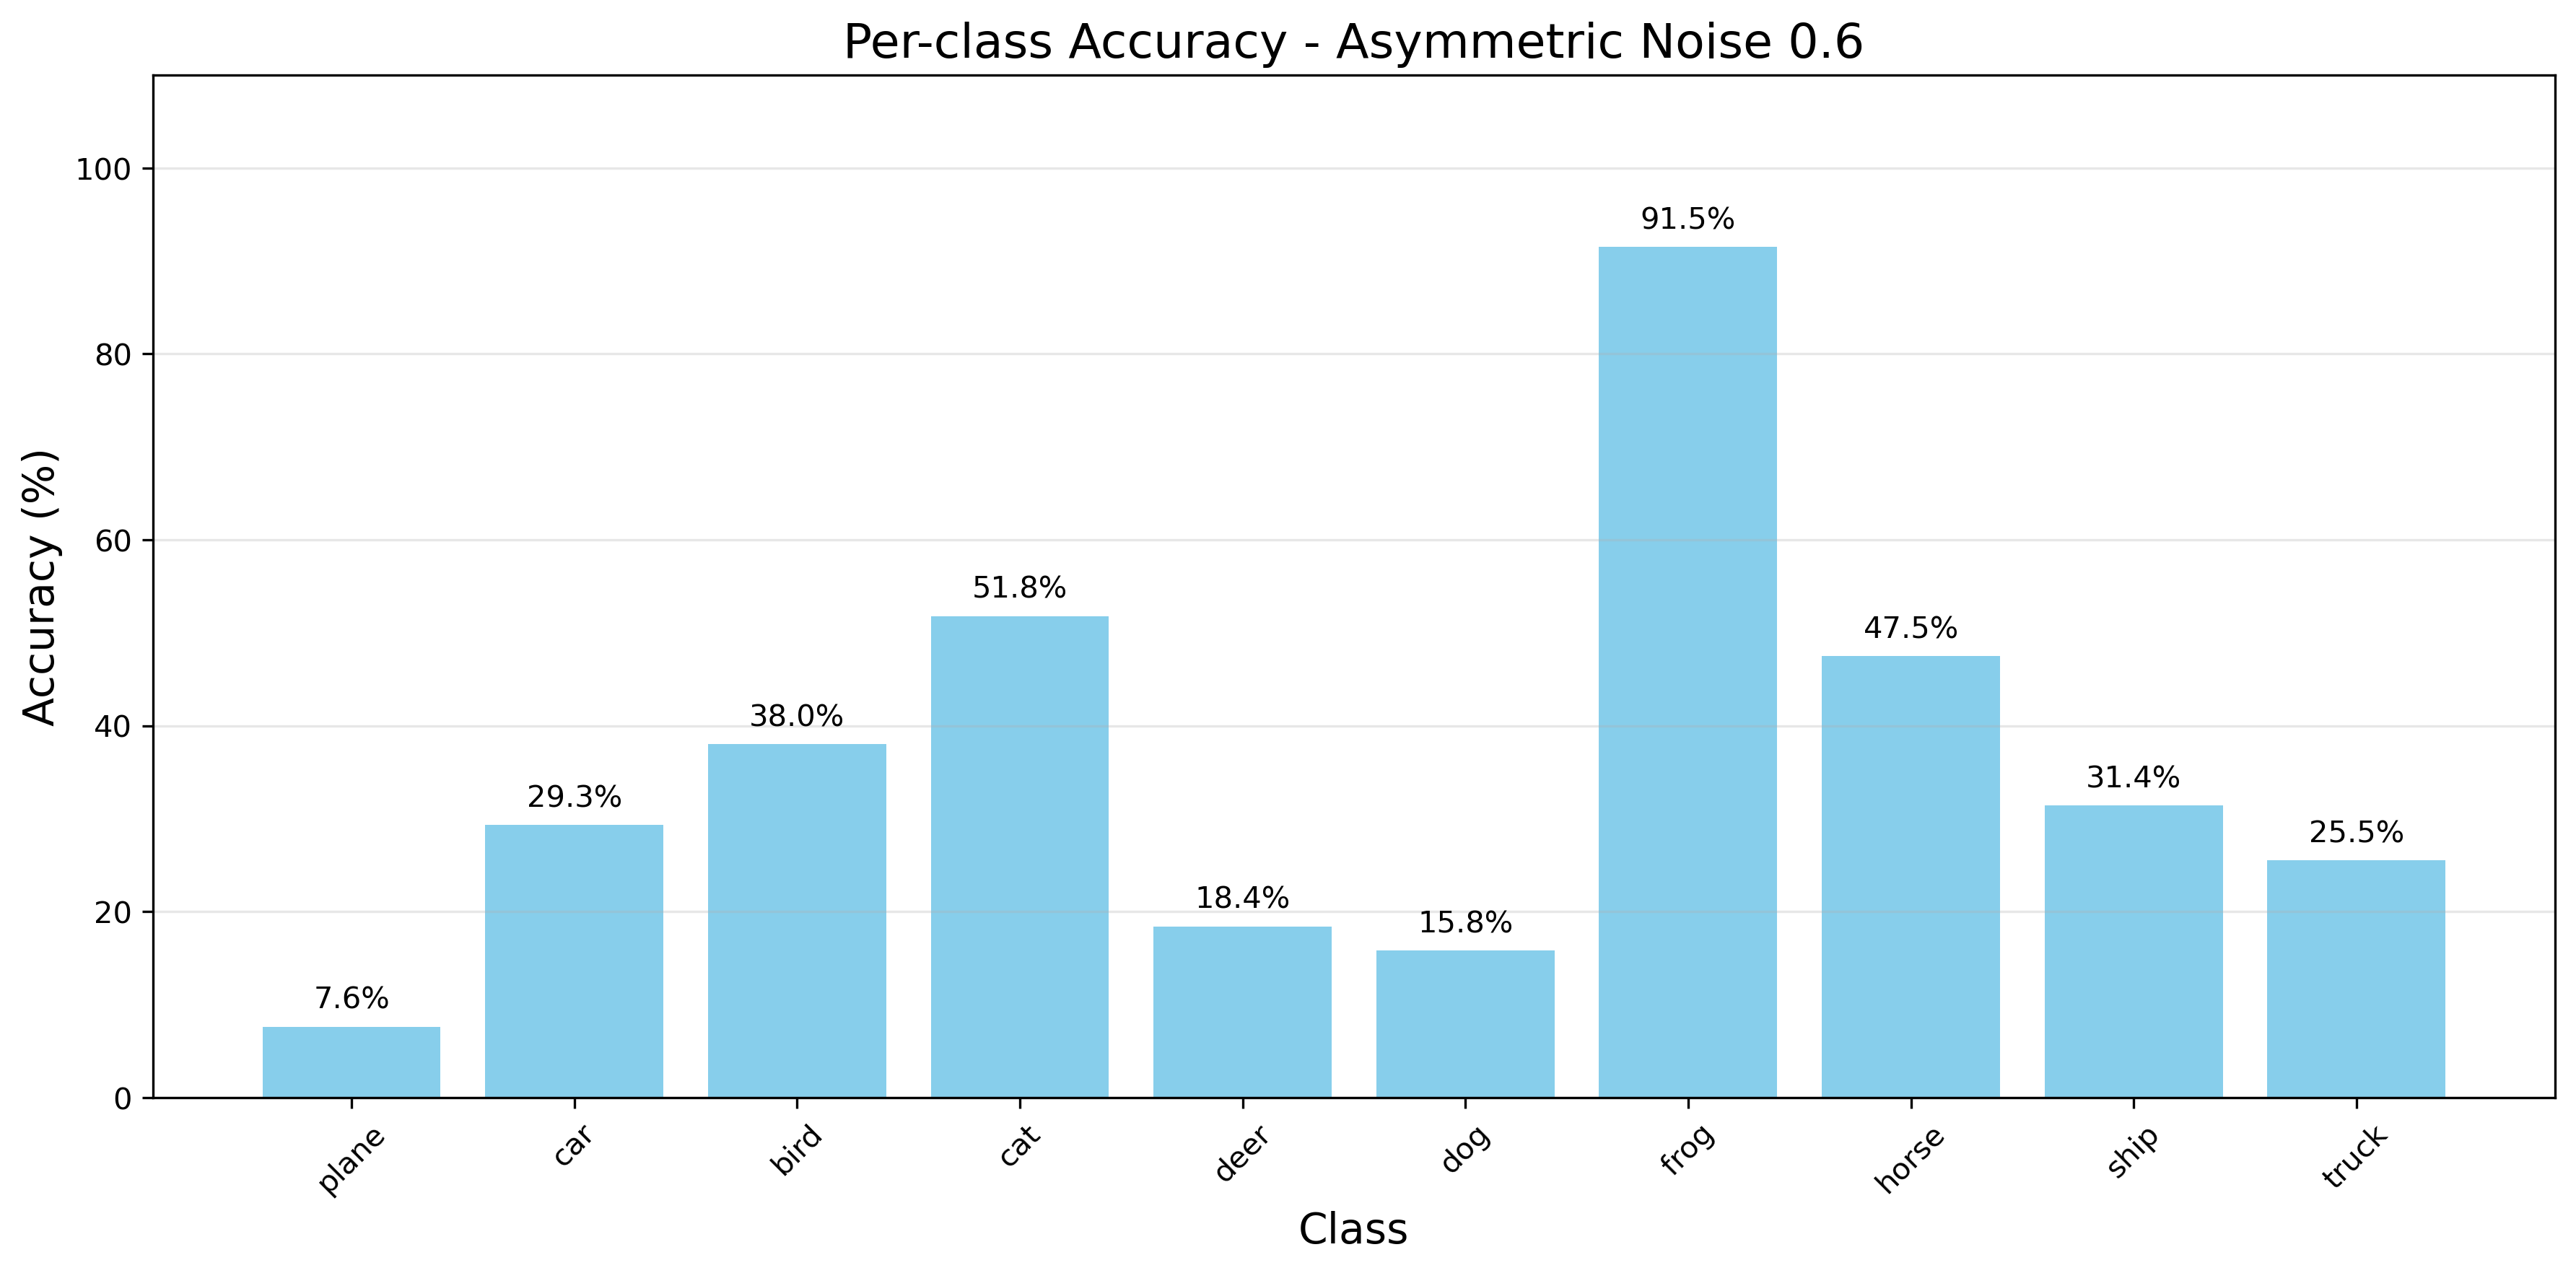 Per-class Accuracy - Asymmetric Noise 0.6
Accuracy (%)
100
80
60
40
20
0
7.6%
29.3%
38.0%
51.8%
18.4%
15.8%
91.5%
47.5%
31.4%
25.5%
plane
car
bird
cat
deer
dog
frog
horse
ship
truck
Class